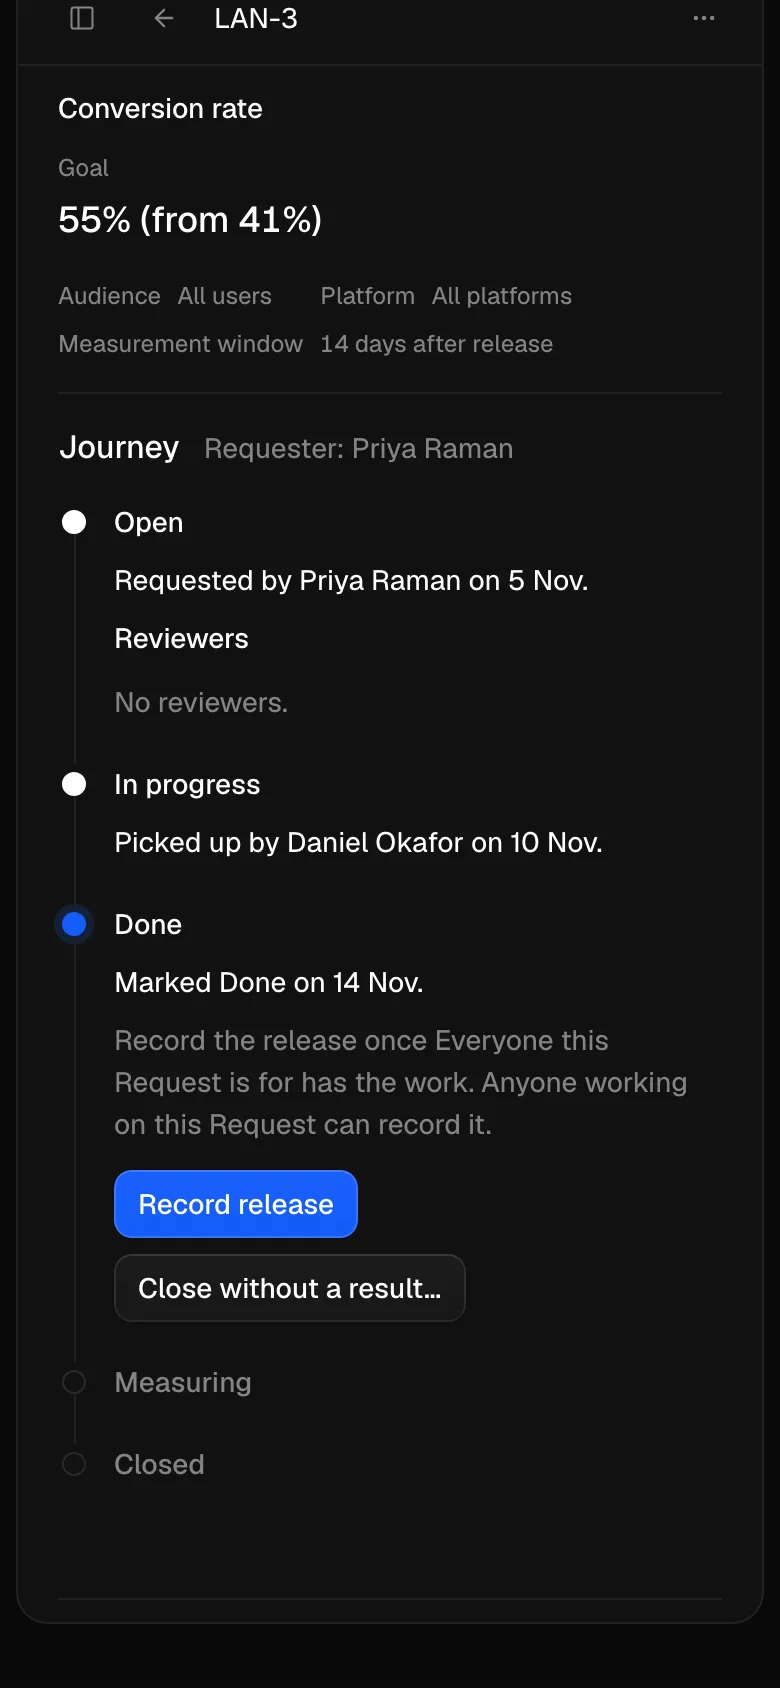 LAN-3
Conversion rate
Goal
55% (from 41%)
Audience All users Platform All platforms
Measurement window 14 days after release
Journey Requester: Priya Raman
Open
Requested by Priya Raman on 5 Nov.
Reviewers
No reviewers.
In progress
Picked up by Daniel Okafor on 10 Nov.
Done
Marked Done on 14 Nov.
Record the release once Everyone this
Request is for has the work. Anyone working
on this Request can record it.
Record release
Close without a result...
Measuring
Closed